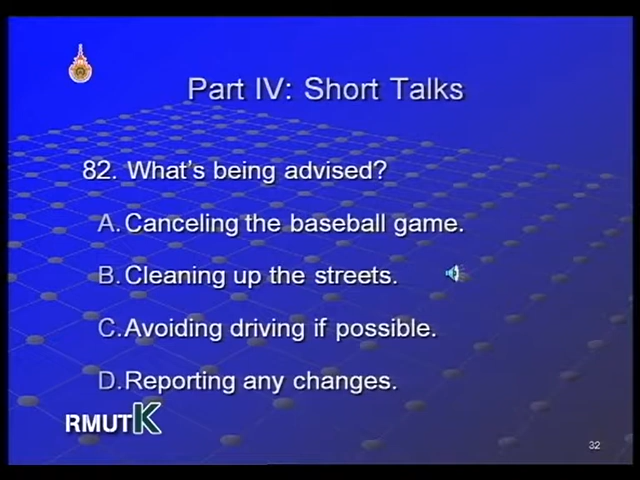 Part IV: Short Talks
82. What's being advised?
A. Canceling the baseball game.
B. Cleaning up the streets.
C. Avoiding driving if possible.
D. Reporting any changes.
RMUTK
32